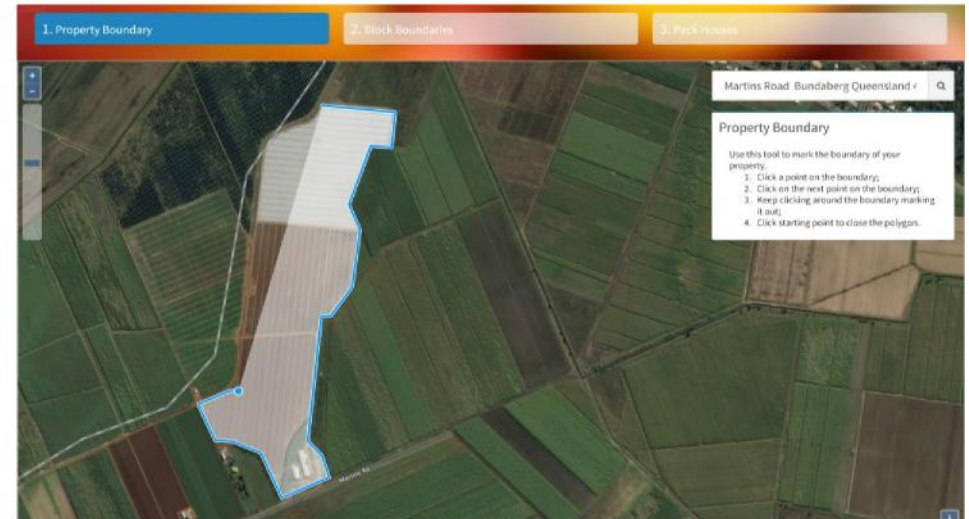 1. Property Boundary
2. Block Boundaries
3. Pack Houses
+
−
Martins Road Bundaberg Queensland 4
Property Boundary
Use this tool to mark the boundary of your
property.
1. Click a point on the boundary;
2. Click on the next point on the boundary;
3. Keep clicking around the boundary marking
it out;
4. Click starting point to close the polygon.
Martins Rd
i